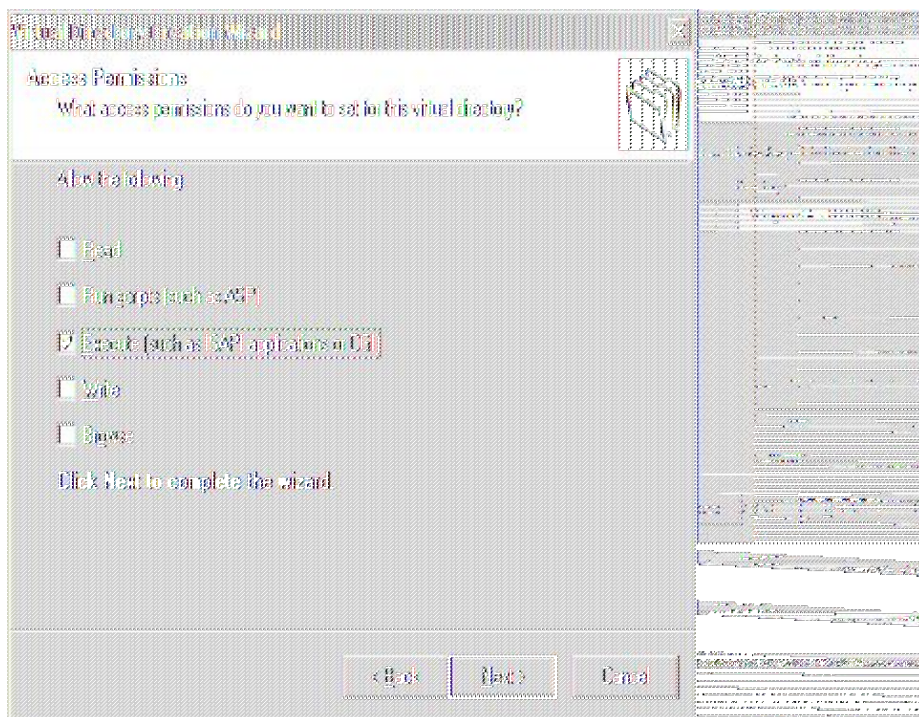 Virtual Directory Creation Wizard
Access Permissions
What access permissions do you want to set for this virtual directory?
Allow the following
Read
Run scripts (such as ASP)
Execute (such as ISAPI applications or CGI)
Write
Browse
Click Next to complete the wizard
< Back
Next >
Cancel